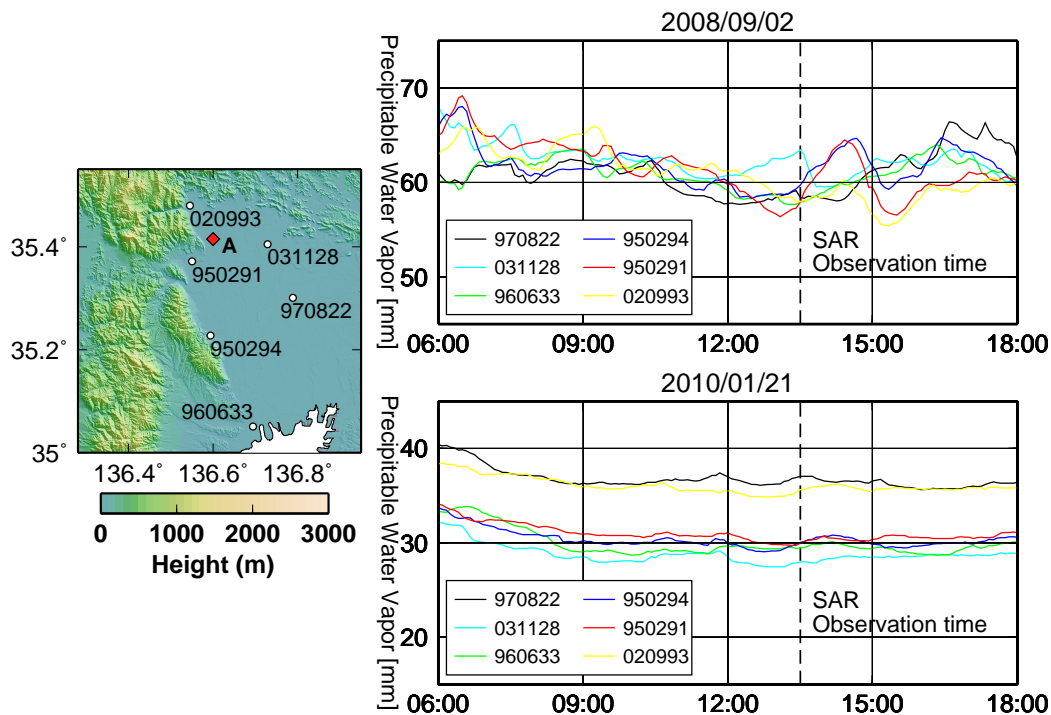 2008/09/02
Precipitable Water Vapor [mm]
70
60
50
970822 950294
031128 950291
960633 020993
SAR
Observation time
06:00 09:00 12:00 15:00 18:00
020993
A
031128
950291
970822
950294
960633
35.4°
35.2°
35°
136.4° 136.6° 136.8°
0 1000 2000 3000
Height (m)
2010/01/21
Precipitable Water Vapor [mm]
40
30
20
970822 950294
031128 950291
960633 020993
SAR
Observation time
06:00 09:00 12:00 15:00 18:00